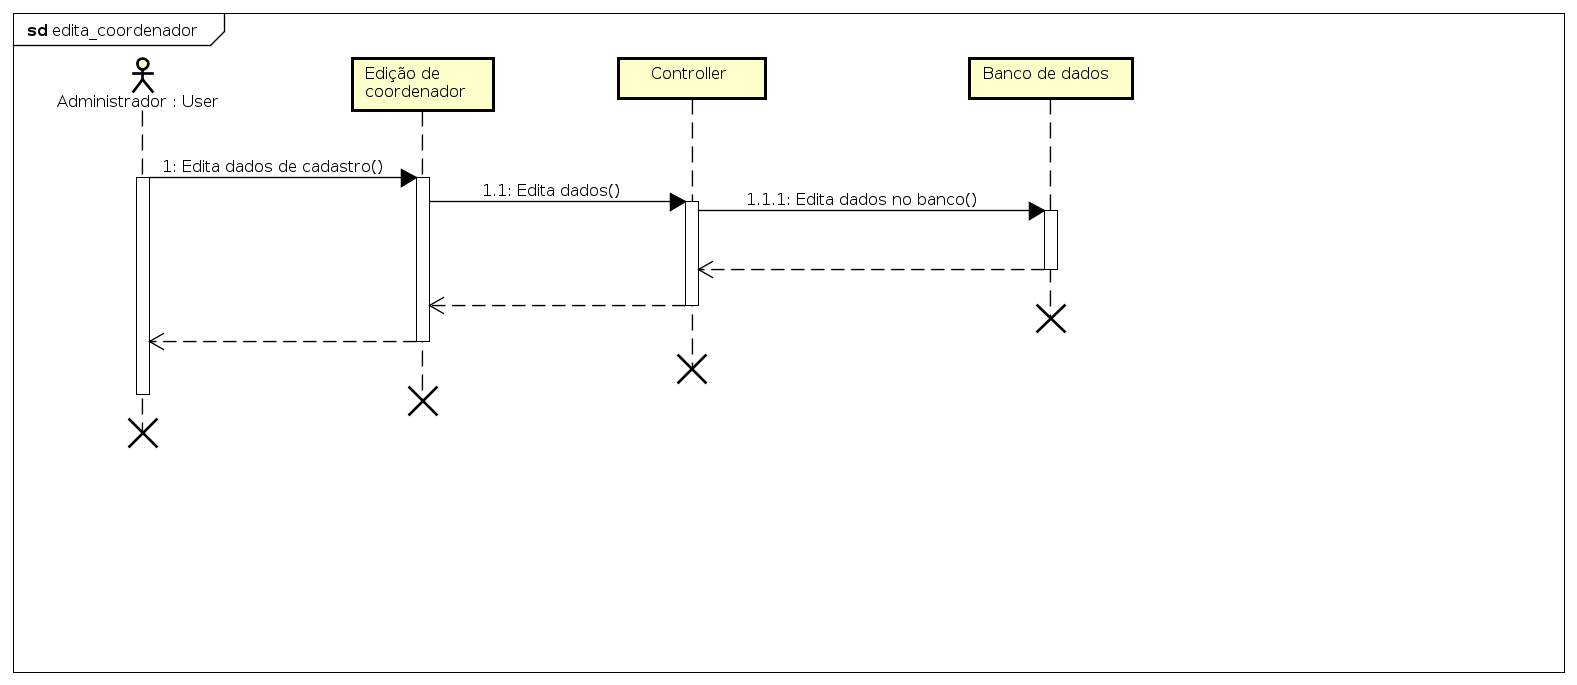 sd edita_coordenador
Administrador : User
Edição de
coordenador
Controller
Banco de dados
1: Edita dados de cadastro()
1.1: Edita dados()
1.1.1: Edita dados no banco()